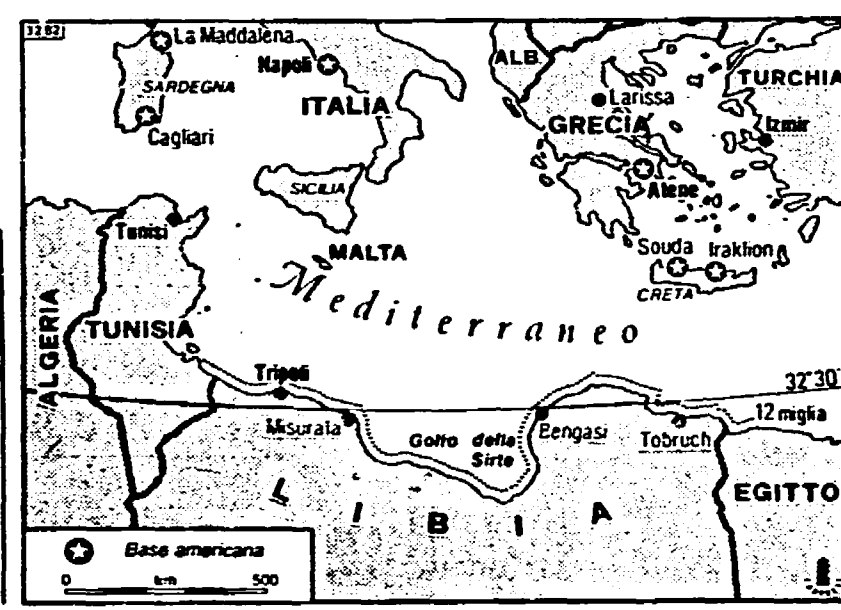 3282
La Maddalena
Napoli
SARDEGNA
ITALIA
Cagliari
ALB.
TURCHIA
Larissa
GRECIA
Izmir
SICILIA
Atene
Tunisi
MALTA
Souda
Iraklion
CRETA
Mediterraneo
ALGERIA
TUNISIA
Tripoli
32°30'
Misurata
Golfo della
Sirte
Bengasi
12 miglia
Tobruch
LIBIA
EGITTO
Base americana
0 km 500